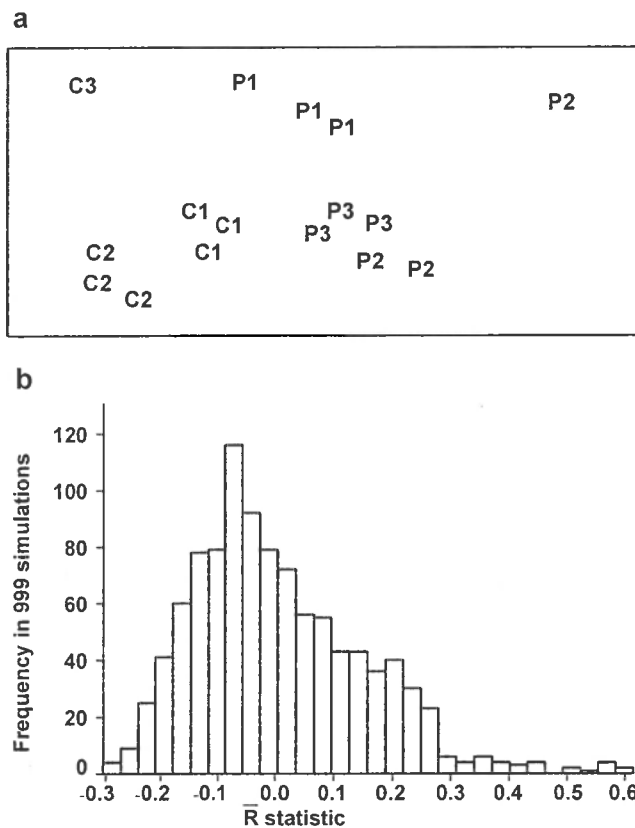 a
C3 P1
P1 P2
P1
C1 P3
C1 P3 P3
C2 C1 P2 P2
C2
C2
b
Frequency in 999 simulations
120
100
80
60
40
20
0
-0.3 -0.2 -0.1 0.0 0.1 0.2 0.3 0.4 0.5 0.6
R̅ statistic